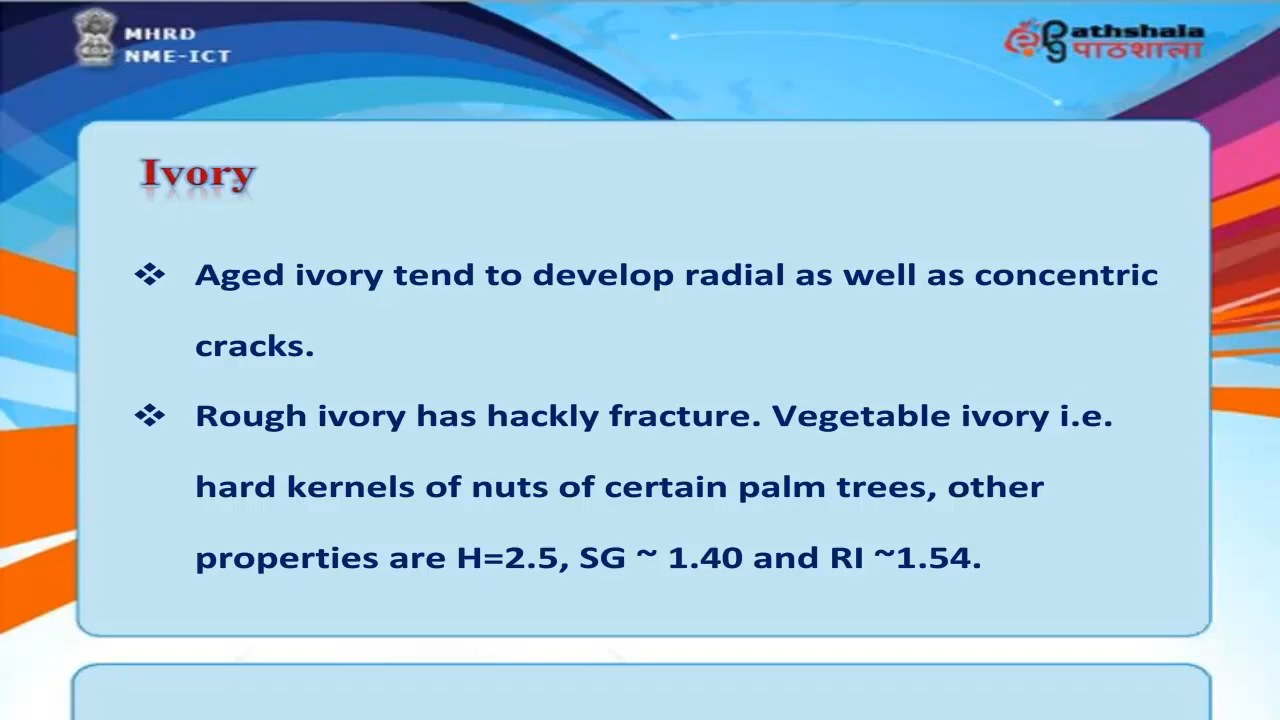 MHRD
NME-ICT
athshala
पाठशाला
Ivory
❖ Aged ivory tend to develop radial as well as concentric
cracks.
❖ Rough ivory has hackly fracture. Vegetable ivory i.e.
hard kernels of nuts of certain palm trees, other
properties are H=2.5, SG ~ 1.40 and RI ~1.54.